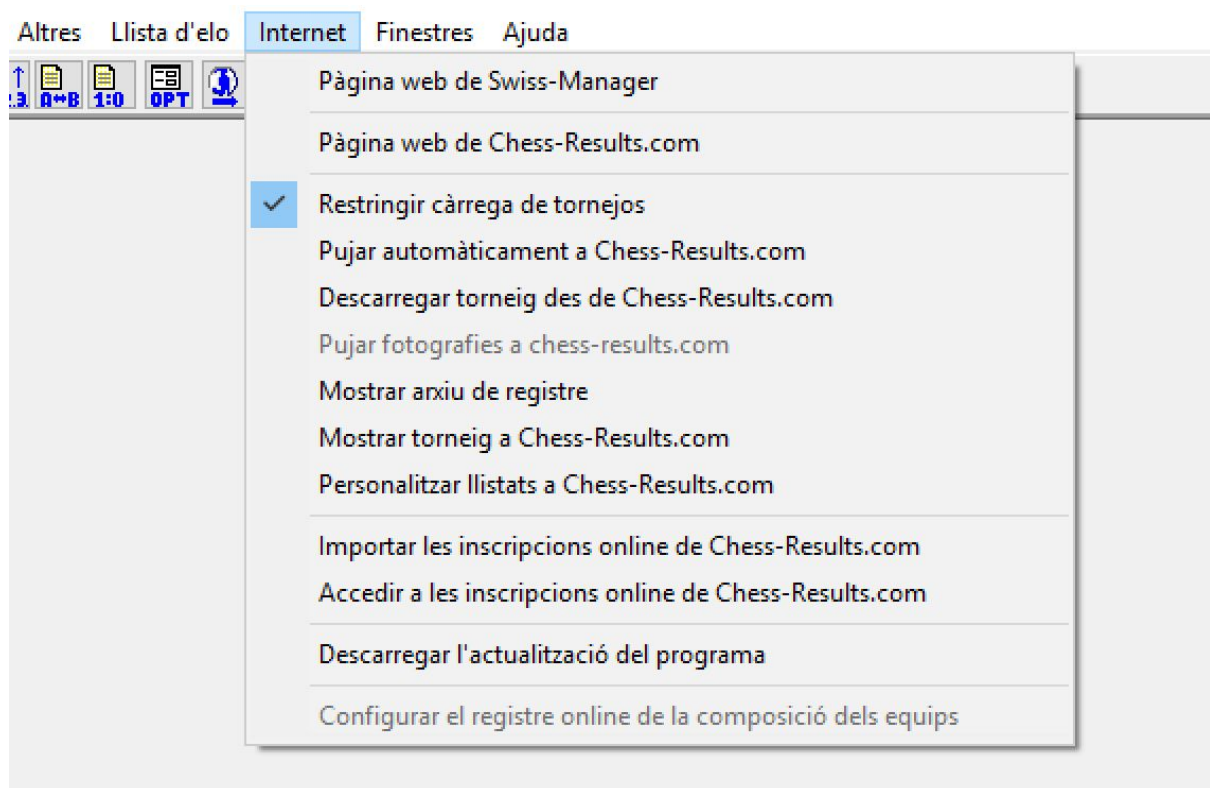 Altres Llista d'elo Internet Finestres Ajuda
A↔B 1:0 OPT
Pàgina web de Swiss-Manager
Pàgina web de Chess-Results.com
Restringir càrrega de tornejos
Pujar automàticament a Chess-Results.com
Descarregar torneig des de Chess-Results.com
Pujar fotografies a chess-results.com
Mostrar arxiu de registre
Mostrar torneig a Chess-Results.com
Personalitzar llistats a Chess-Results.com
Importar les inscripcions online de Chess-Results.com
Accedir a les inscripcions online de Chess-Results.com
Descarregar l'actualització del programa
Configurar el registre online de la composició dels equips